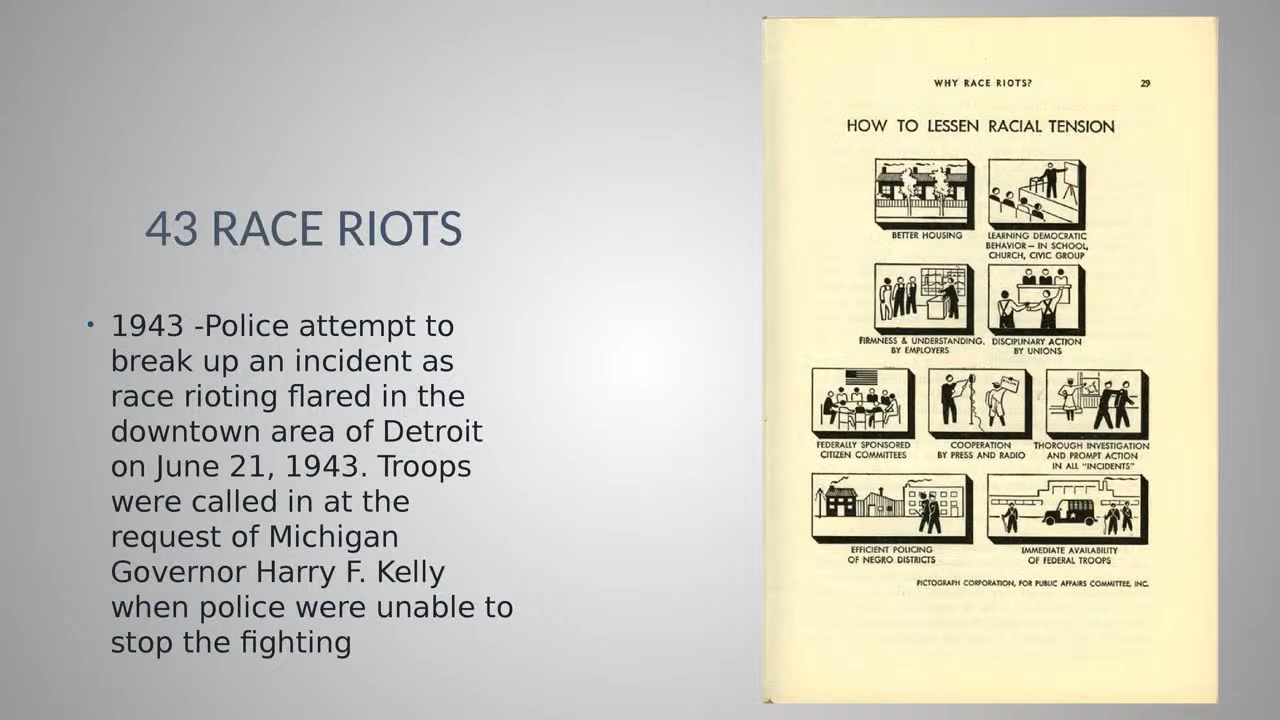 43 RACE RIOTS
• 1943 -Police attempt to
break up an incident as
race rioting flared in the
downtown area of Detroit
on June 21, 1943. Troops
were called in at the
request of Michigan
Governor Harry F. Kelly
when police were unable to
stop the fighting
WHY RACE RIOTS? 29
HOW TO LESSEN RACIAL TENSION
BETTER HOUSING
LEARNING DEMOCRATIC
BEHAVIOR – IN SCHOOL,
CHURCH, CIVIC GROUP
FIRMNESS & UNDERSTANDING,
BY EMPLOYERS
DISCIPLINARY ACTION
BY UNIONS
FEDERALLY SPONSORED
CITIZEN COMMITTEES
COOPERATION
BY PRESS AND RADIO
THOROUGH INVESTIGATION
AND PROMPT ACTION
IN ALL "INCIDENTS"
EFFICIENT POLICING
OF NEGRO DISTRICTS
IMMEDIATE AVAILABILITY
OF FEDERAL TROOPS
PICTOGRAPH CORPORATION, FOR PUBLIC AFFAIRS COMMITTEE, INC.